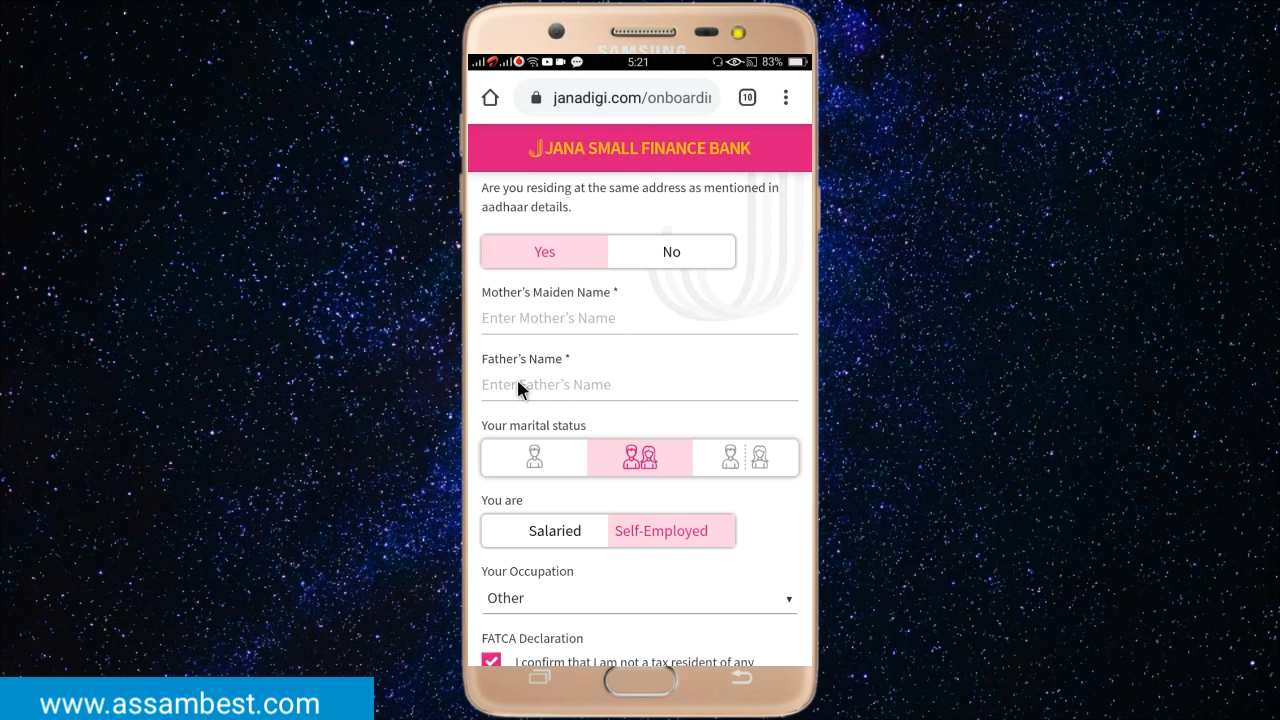 SAMSUNG
5:21
83%
janadigi.com/onboardin
10
JANA SMALL FINANCE BANK
Are you residing at the same address as mentioned in
aadhaar details.
Yes No
Mother's Maiden Name *
Enter Mother's Name
Father's Name *
Enter Father's Name
Your marital status
You are
Salaried Self-Employed
Your Occupation
Other
FATCA Declaration
I confirm that I am not a tax resident of any
www.assambest.com